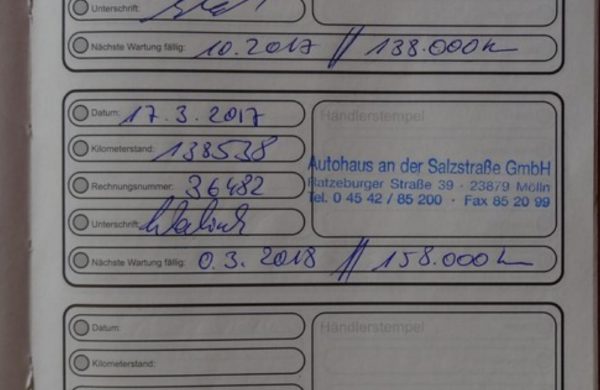 Unterschrift:
Nächste Wartung fällig: 10.2017 // 138.000k
Datum: 17.3.2017
Händlerstempel
Kilometerstand: 138538
Autohaus an der Salzstraße GmbH
Ratzeburger Straße 39 · 23879 Mölln
Tel. 0 45 42 / 85 200 · Fax 85 20 99
Rechnungsnummer: 36482
Unterschrift:
Nächste Wartung fällig: 0.3.2018 // 158.000k
Datum:
Händlerstempel
Kilometerstand: